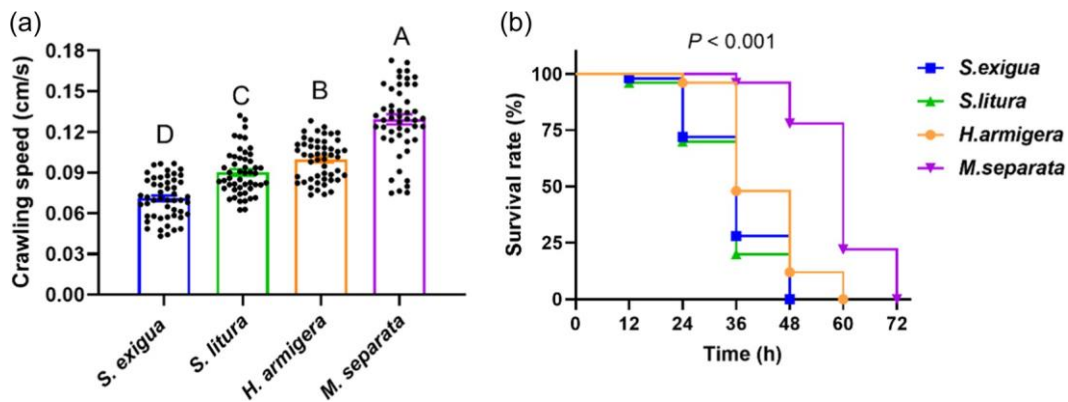 (a)
Crawling speed (cm/s)
0.18
0.15
0.12
0.09
0.06
0.03
0.00
D
C
B
A
S. exigua
S. litura
H. armigera
M. separata
(b)
P < 0.001
Survival rate (%)
100
75
50
25
0
0 12 24 36 48 60 72
Time (h)
S.exigua
S.litura
H.armigera
M.separata